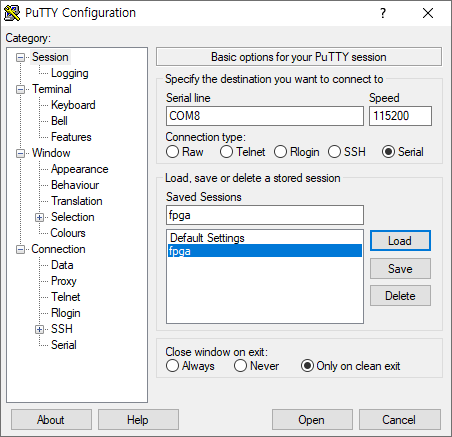 PuTTY Configuration
?
Category:
Session
Logging
Terminal
Keyboard
Bell
Features
Window
Appearance
Behaviour
Translation
Selection
Colours
Connection
Data
Proxy
Telnet
Rlogin
SSH
Serial
Basic options for your PuTTY session
Specify the destination you want to connect to
Serial line Speed
COM8 115200
Connection type:
Raw Telnet Rlogin SSH Serial
Load, save or delete a stored session
Saved Sessions
fpga
Default Settings
fpga
Load
Save
Delete
Close window on exit:
Always Never Only on clean exit
About Help Open Cancel